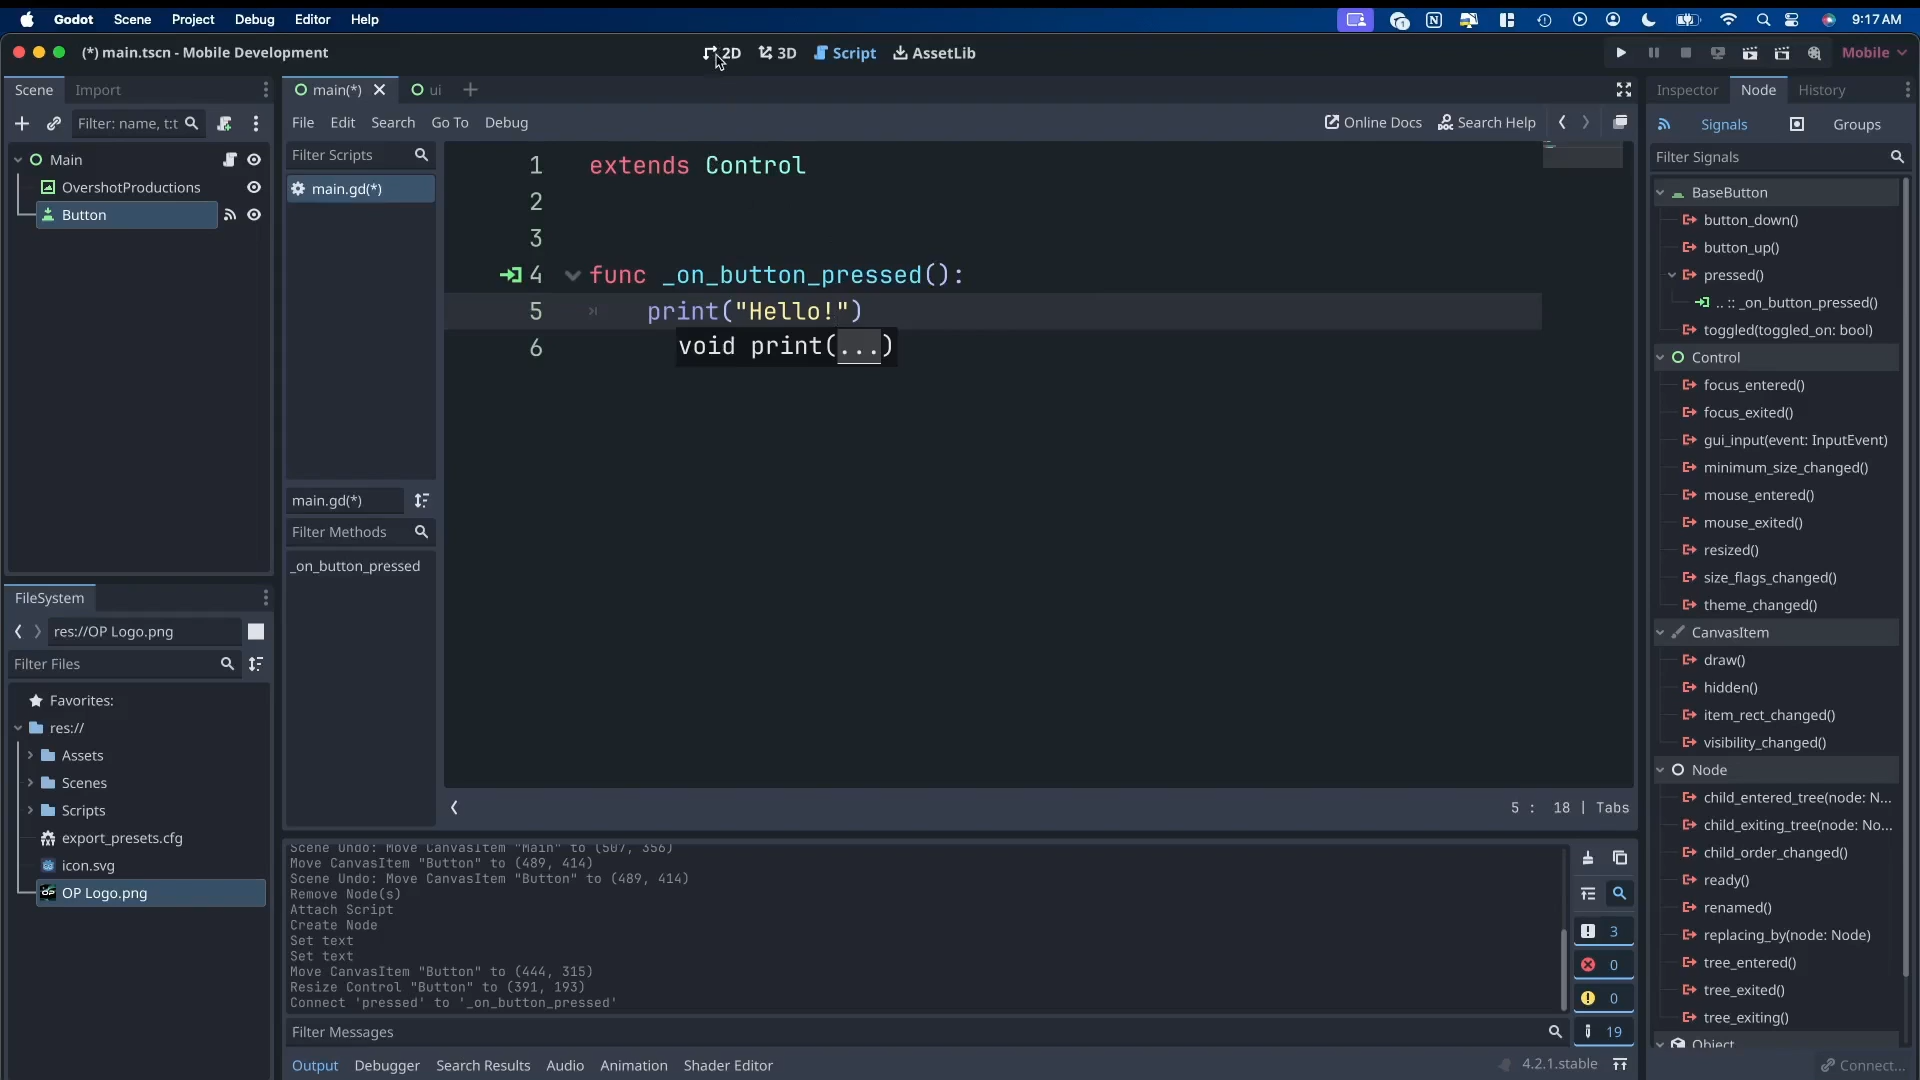 Godot Scene Project Debug Editor Help 9:17 AM
(*) main.tscn - Mobile Development
2D 3D Script AssetLib
Mobile
Scene Import
Filter: name, t:t
Main
OvershotProductions
Button
FileSystem
res://OP Logo.png
Filter Files
Favorites:
res://
Assets
Scenes
Scripts
export_presets.cfg
icon.svg
OP Logo.png
main(*) ui
File Edit Search Go To Debug
Online Docs Search Help
Filter Scripts
main.gd(*)
main.gd(*)
Filter Methods
_on_button_pressed
1 extends Control
2
3
4 func _on_button_pressed():
5 print("Hello!")
6 void print(...)
5 : 18 | Tabs
Scene Undo: Move CanvasItem "Main" to (507, 356)
Move CanvasItem "Button" to (489, 414)
Scene Undo: Move CanvasItem "Button" to (489, 414)
Remove Node(s)
Attach Script
Create Node
Set text
Set text
Move CanvasItem "Button" to (444, 315)
Resize Control "Button" to (391, 193)
Connect 'pressed' to '_on_button_pressed'
3
0
0
19
Filter Messages
Output Debugger Search Results Audio Animation Shader Editor
4.2.1.stable
Inspector Node History
Signals Groups
Filter Signals
BaseButton
button_down()
button_up()
pressed()
.. :: _on_button_pressed()
toggled(toggled_on: bool)
Control
focus_entered()
focus_exited()
gui_input(event: InputEvent)
minimum_size_changed()
mouse_entered()
mouse_exited()
resized()
size_flags_changed()
theme_changed()
CanvasItem
draw()
hidden()
item_rect_changed()
visibility_changed()
Node
child_entered_tree(node: N...
child_exiting_tree(node: No...
child_order_changed()
ready()
renamed()
replacing_by(node: Node)
tree_entered()
tree_exited()
tree_exiting()
Object
Connect...